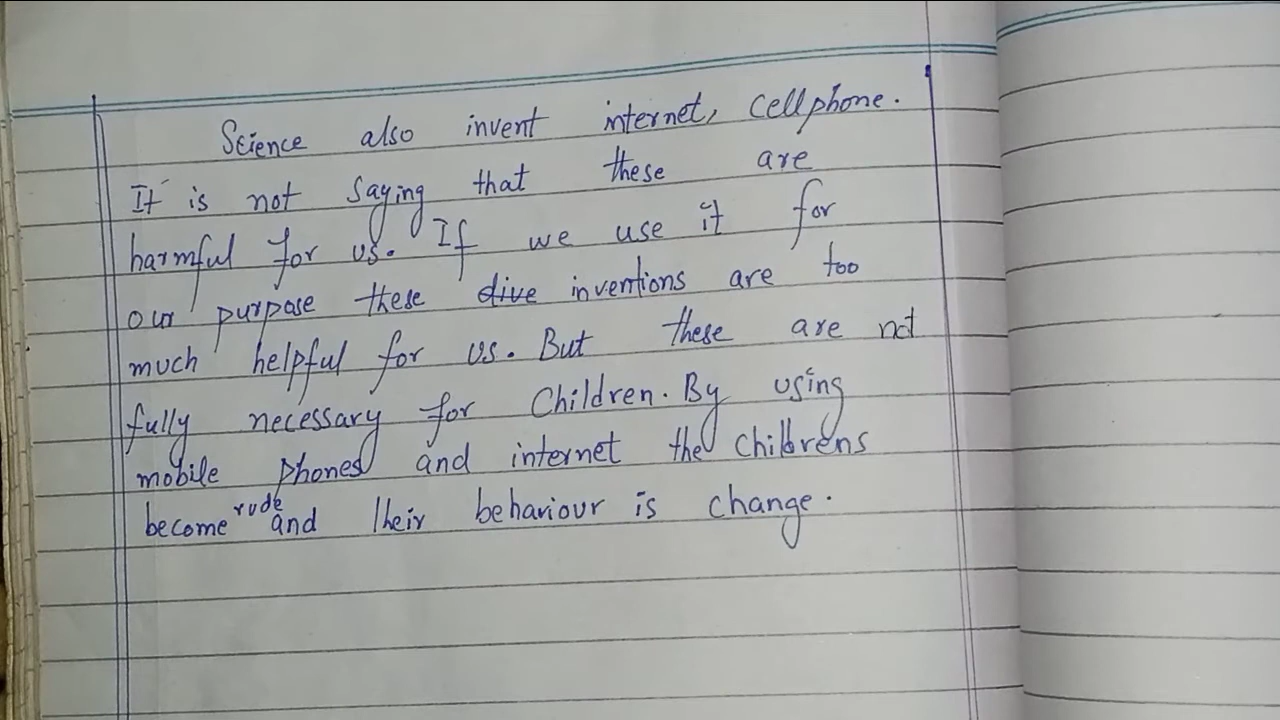 Science also invent internet, Cellphone.
It is not saying that these are
harmful for us. If we use it for
our purpose these dive inventions are too
much helpful for us. But these are not
fully necessary for Children. By using
mobile phones and internet the Childrens
become rude and their behaviour is change.